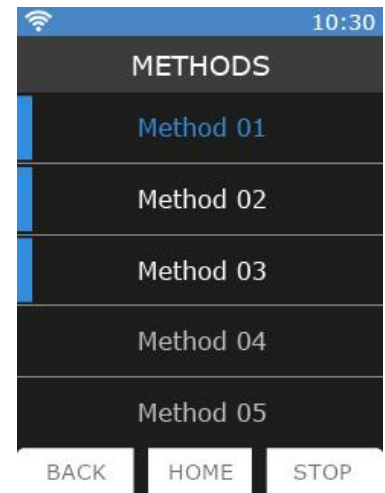 10:30
METHODS
Method 01
Method 02
Method 03
Method 04
Method 05
BACK HOME STOP